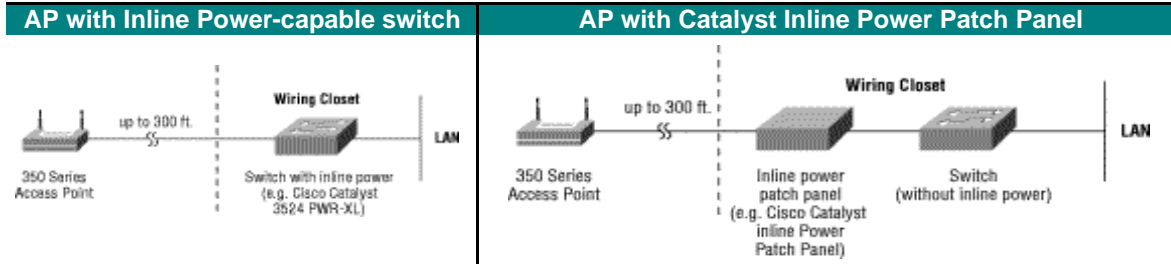 AP with Inline Power-capable switch
AP with Catalyst Inline Power Patch Panel
Wiring Closet
up to 300 ft.
LAN
350 Series
Access Point
Switch with inline power
(e.g. Cisco Catalyst
3524 PWR-XL)
Wiring Closet
up to 300 ft.
LAN
350 Series
Access Point
Inline power
patch panel
(e.g. Cisco Catalyst
inline Power
Patch Panel)
Switch
(without inline power)